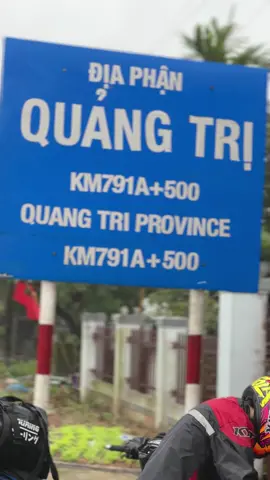 ĐỊA PHẬN
QUẢNG TRỊ
KM791A+500
QUANG TRI PROVINCE
KM791A+500